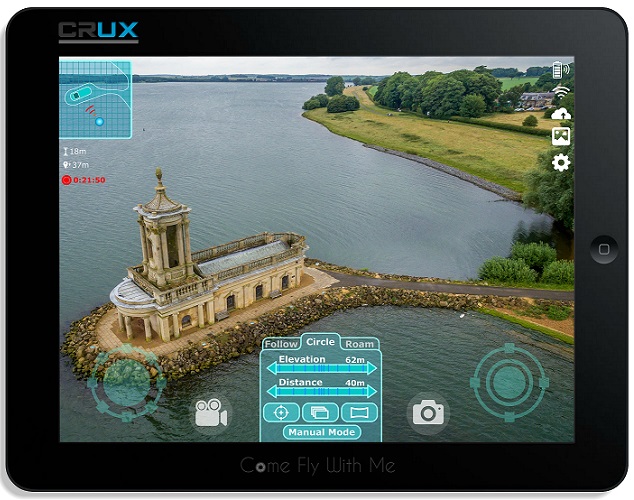 CRUX
18m
37m
0:21:50
Follow Circle Roam
Elevation 62m
Distance 40m
Manual Mode
Come Fly With Me